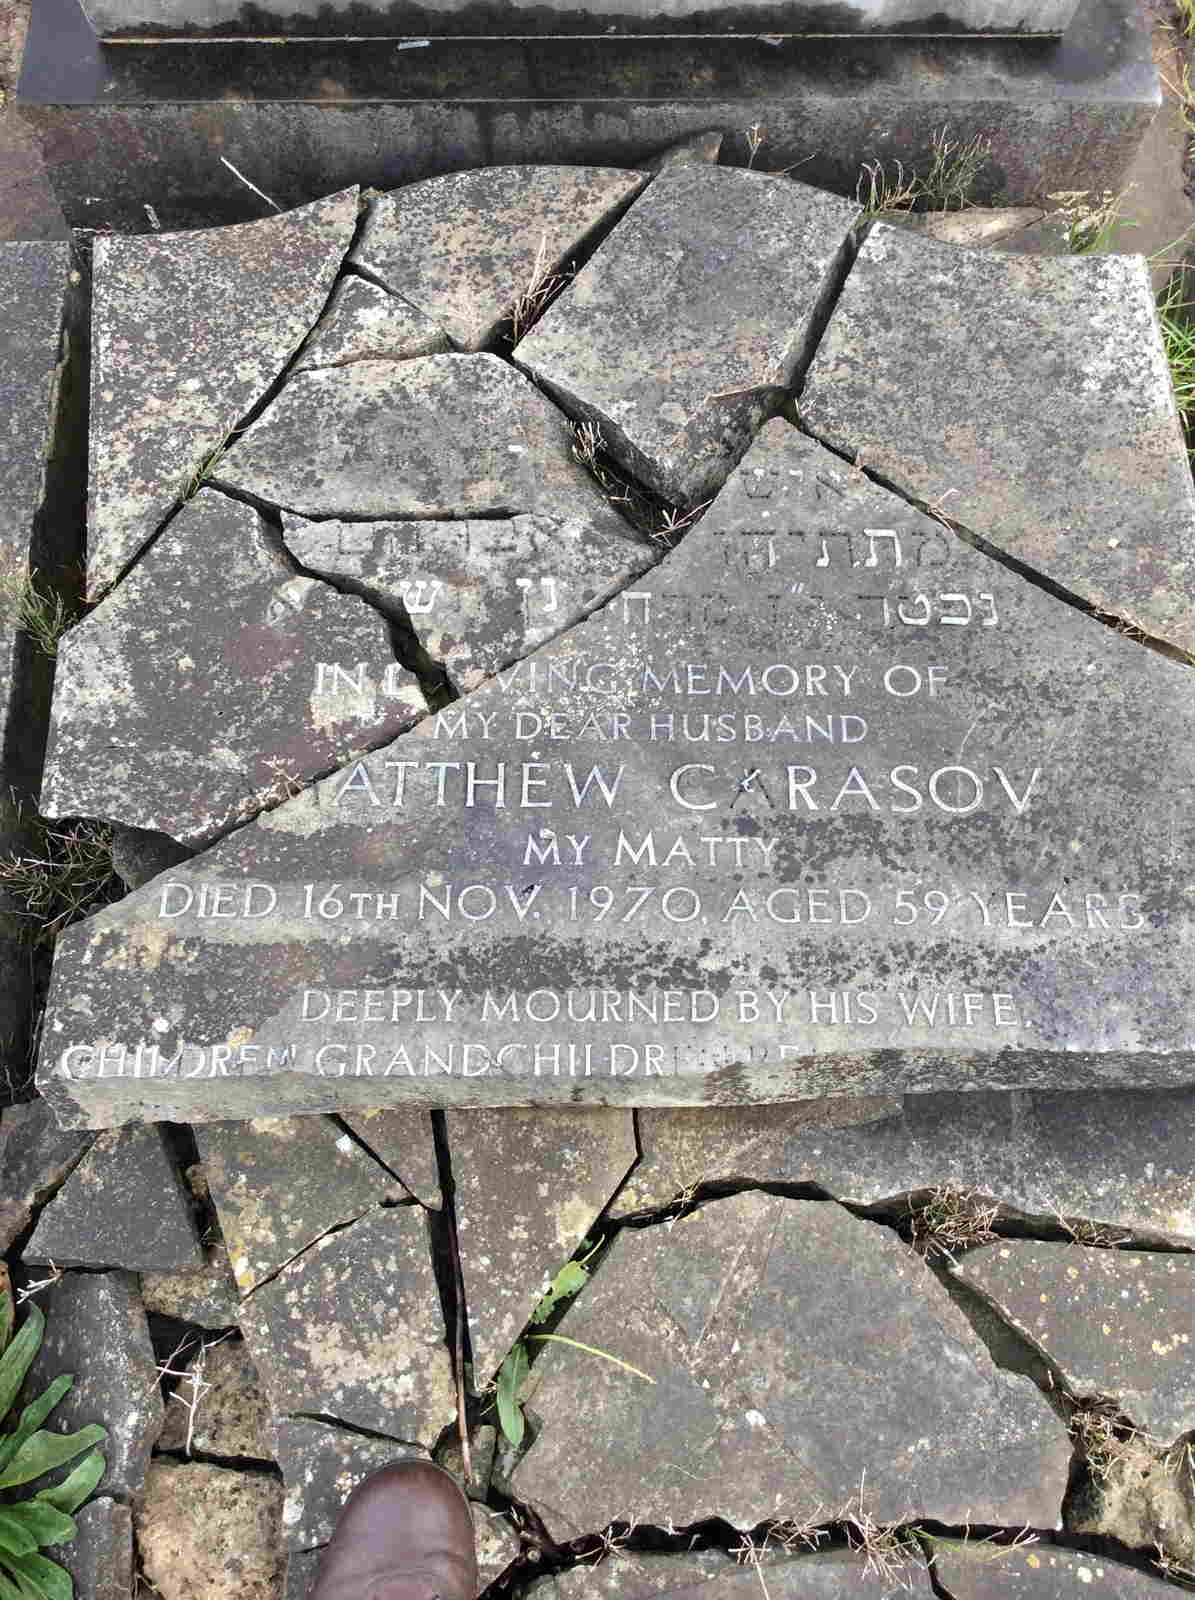 איש
מתתיהו
נפטר
IN LOVING MEMORY OF
MY DEAR HUSBAND
MATTHEW CARASOV
MY MATTY
DIED 16TH NOV. 1970, AGED 59 YEARS
DEEPLY MOURNED BY HIS WIFE,
CHILDREN GRANDCHILDREN